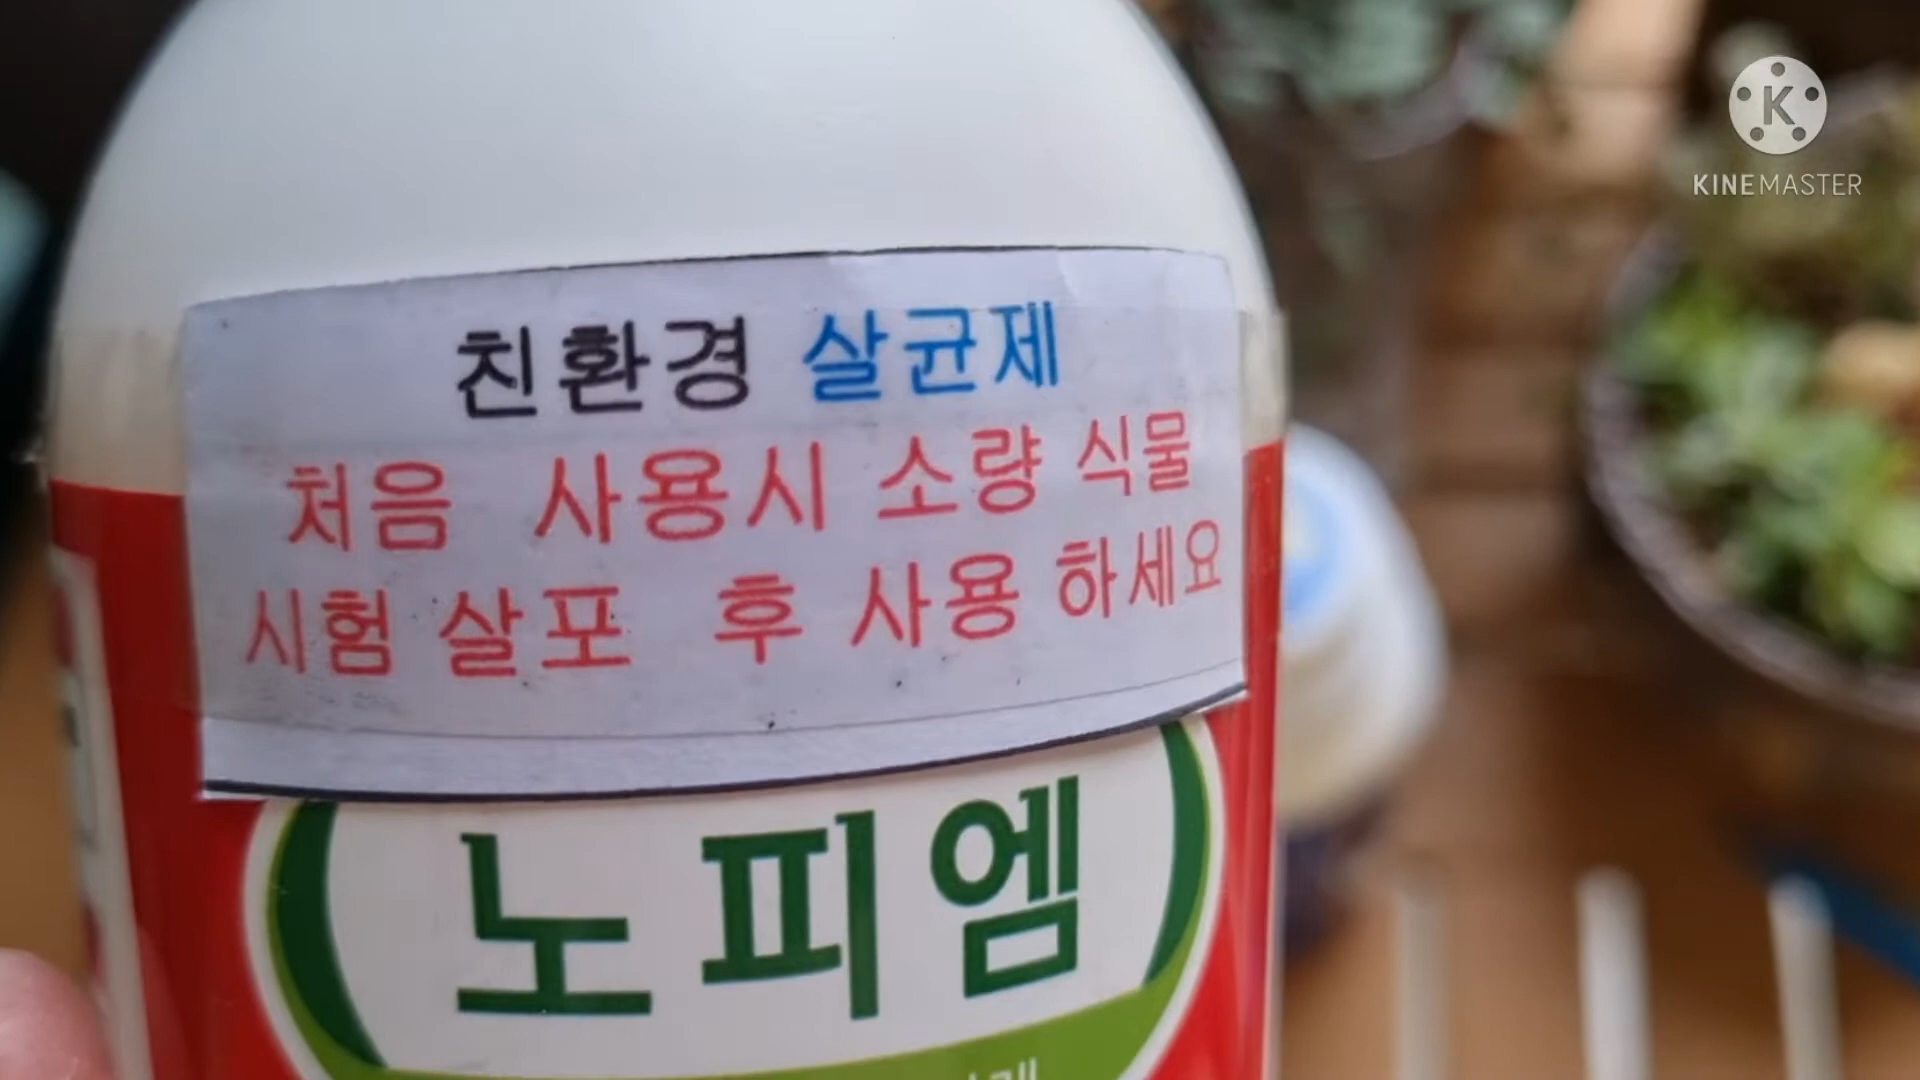 K
KINEMASTER
친환경 살균제
처음 사용시 소량 식물
시험 살포 후 사용 하세요
노피엠